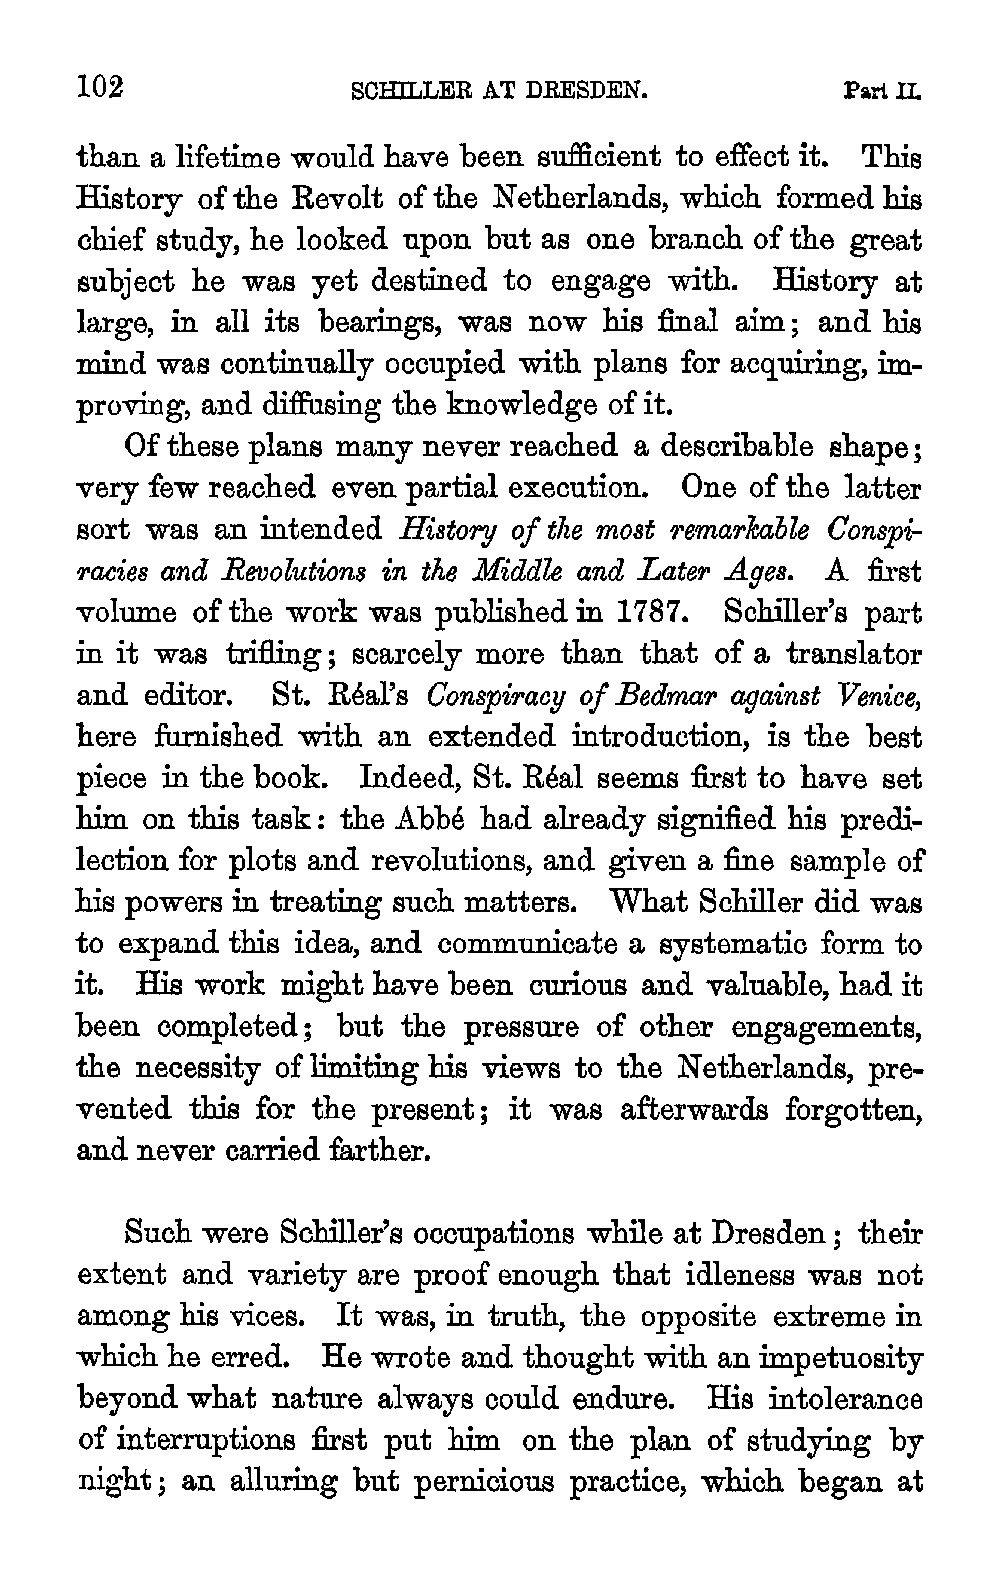 102 SCHILLER AT DRESDEN. Part II.
than a lifetime would have been sufficient to effect it. This
History of the Revolt of the Netherlands, which formed his
chief study, he looked upon but as one branch of the great
subject he was yet destined to engage with. History at
large, in all its bearings, was now his final aim; and his
mind was continually occupied with plans for acquiring, im-
proving, and diffusing the knowledge of it.
Of these plans many never reached a describable shape;
very few reached even partial execution. One of the latter
sort was an intended History of the most remarkable Conspi-
racies and Revolutions in the Middle and Later Ages. A first
volume of the work was published in 1787. Schiller's part
in it was trifling; scarcely more than that of a translator
and editor. St. Réal's Conspiracy of Bedmar against Venice,
here furnished with an extended introduction, is the best
piece in the book. Indeed, St. Réal seems first to have set
him on this task: the Abbé had already signified his predi-
lection for plots and revolutions, and given a fine sample of
his powers in treating such matters. What Schiller did was
to expand this idea, and communicate a systematic form to
it. His work might have been curious and valuable, had it
been completed; but the pressure of other engagements,
the necessity of limiting his views to the Netherlands, pre-
vented this for the present; it was afterwards forgotten,
and never carried farther.
Such were Schiller's occupations while at Dresden; their
extent and variety are proof enough that idleness was not
among his vices. It was, in truth, the opposite extreme in
which he erred. He wrote and thought with an impetuosity
beyond what nature always could endure. His intolerance
of interruptions first put him on the plan of studying by
night; an alluring but pernicious practice, which began at